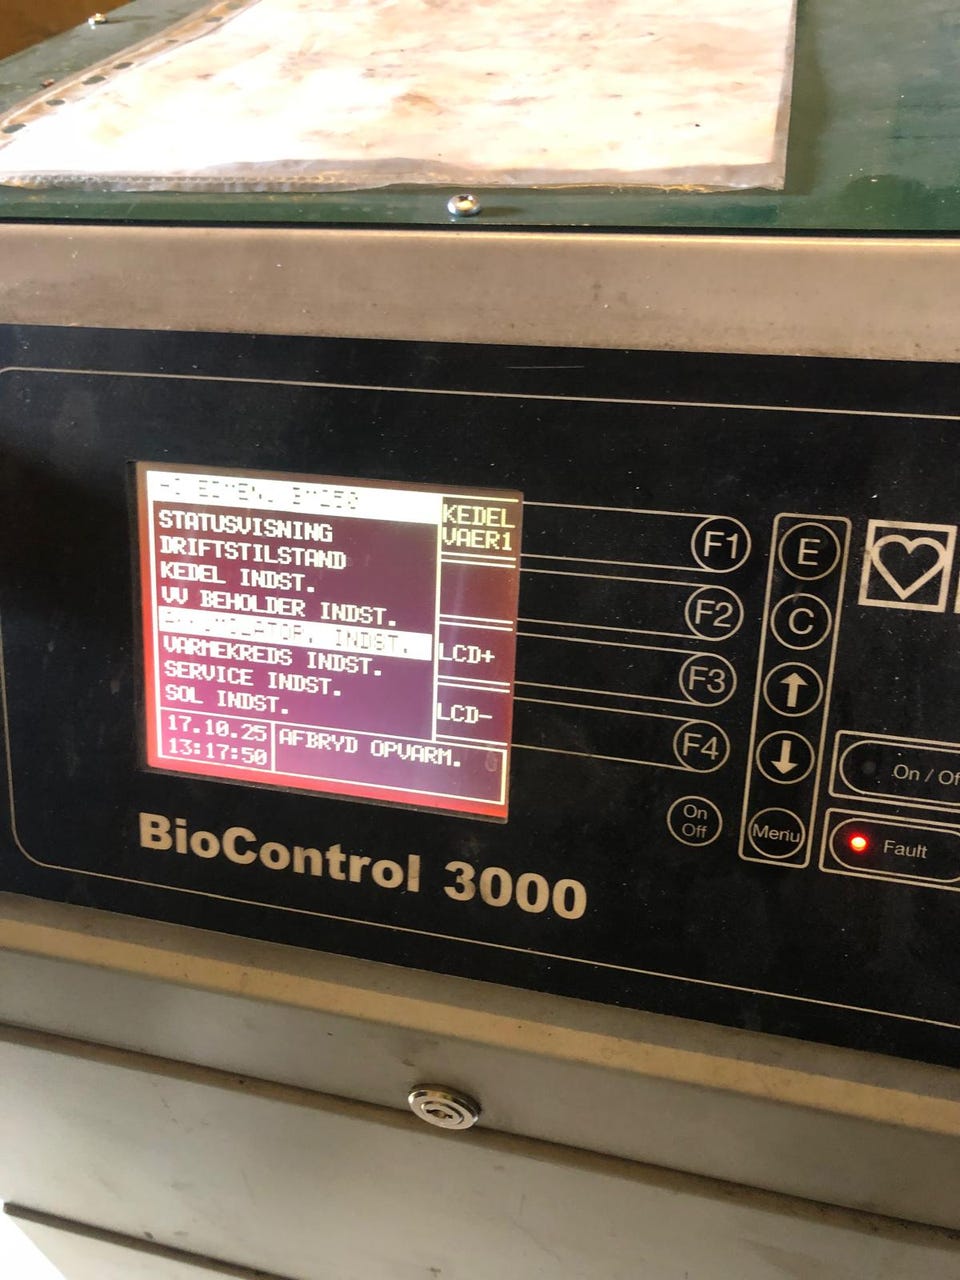 STATUSVISNING
DRIFTSTILSTAND
KEDEL INDST.
VV BEHOLDER INDST.
INDST.
VARMEKREDS INDST.
SERVICE INDST.
SOL INDST.
17.10.25
13:17:50
AFBRYD OPVARM.
KEDEL
VAER1
LCD+
LCD-
F1
F2
F3
F4
On
Off
E
C
Menu
On / Of
Fault
BioControl 3000